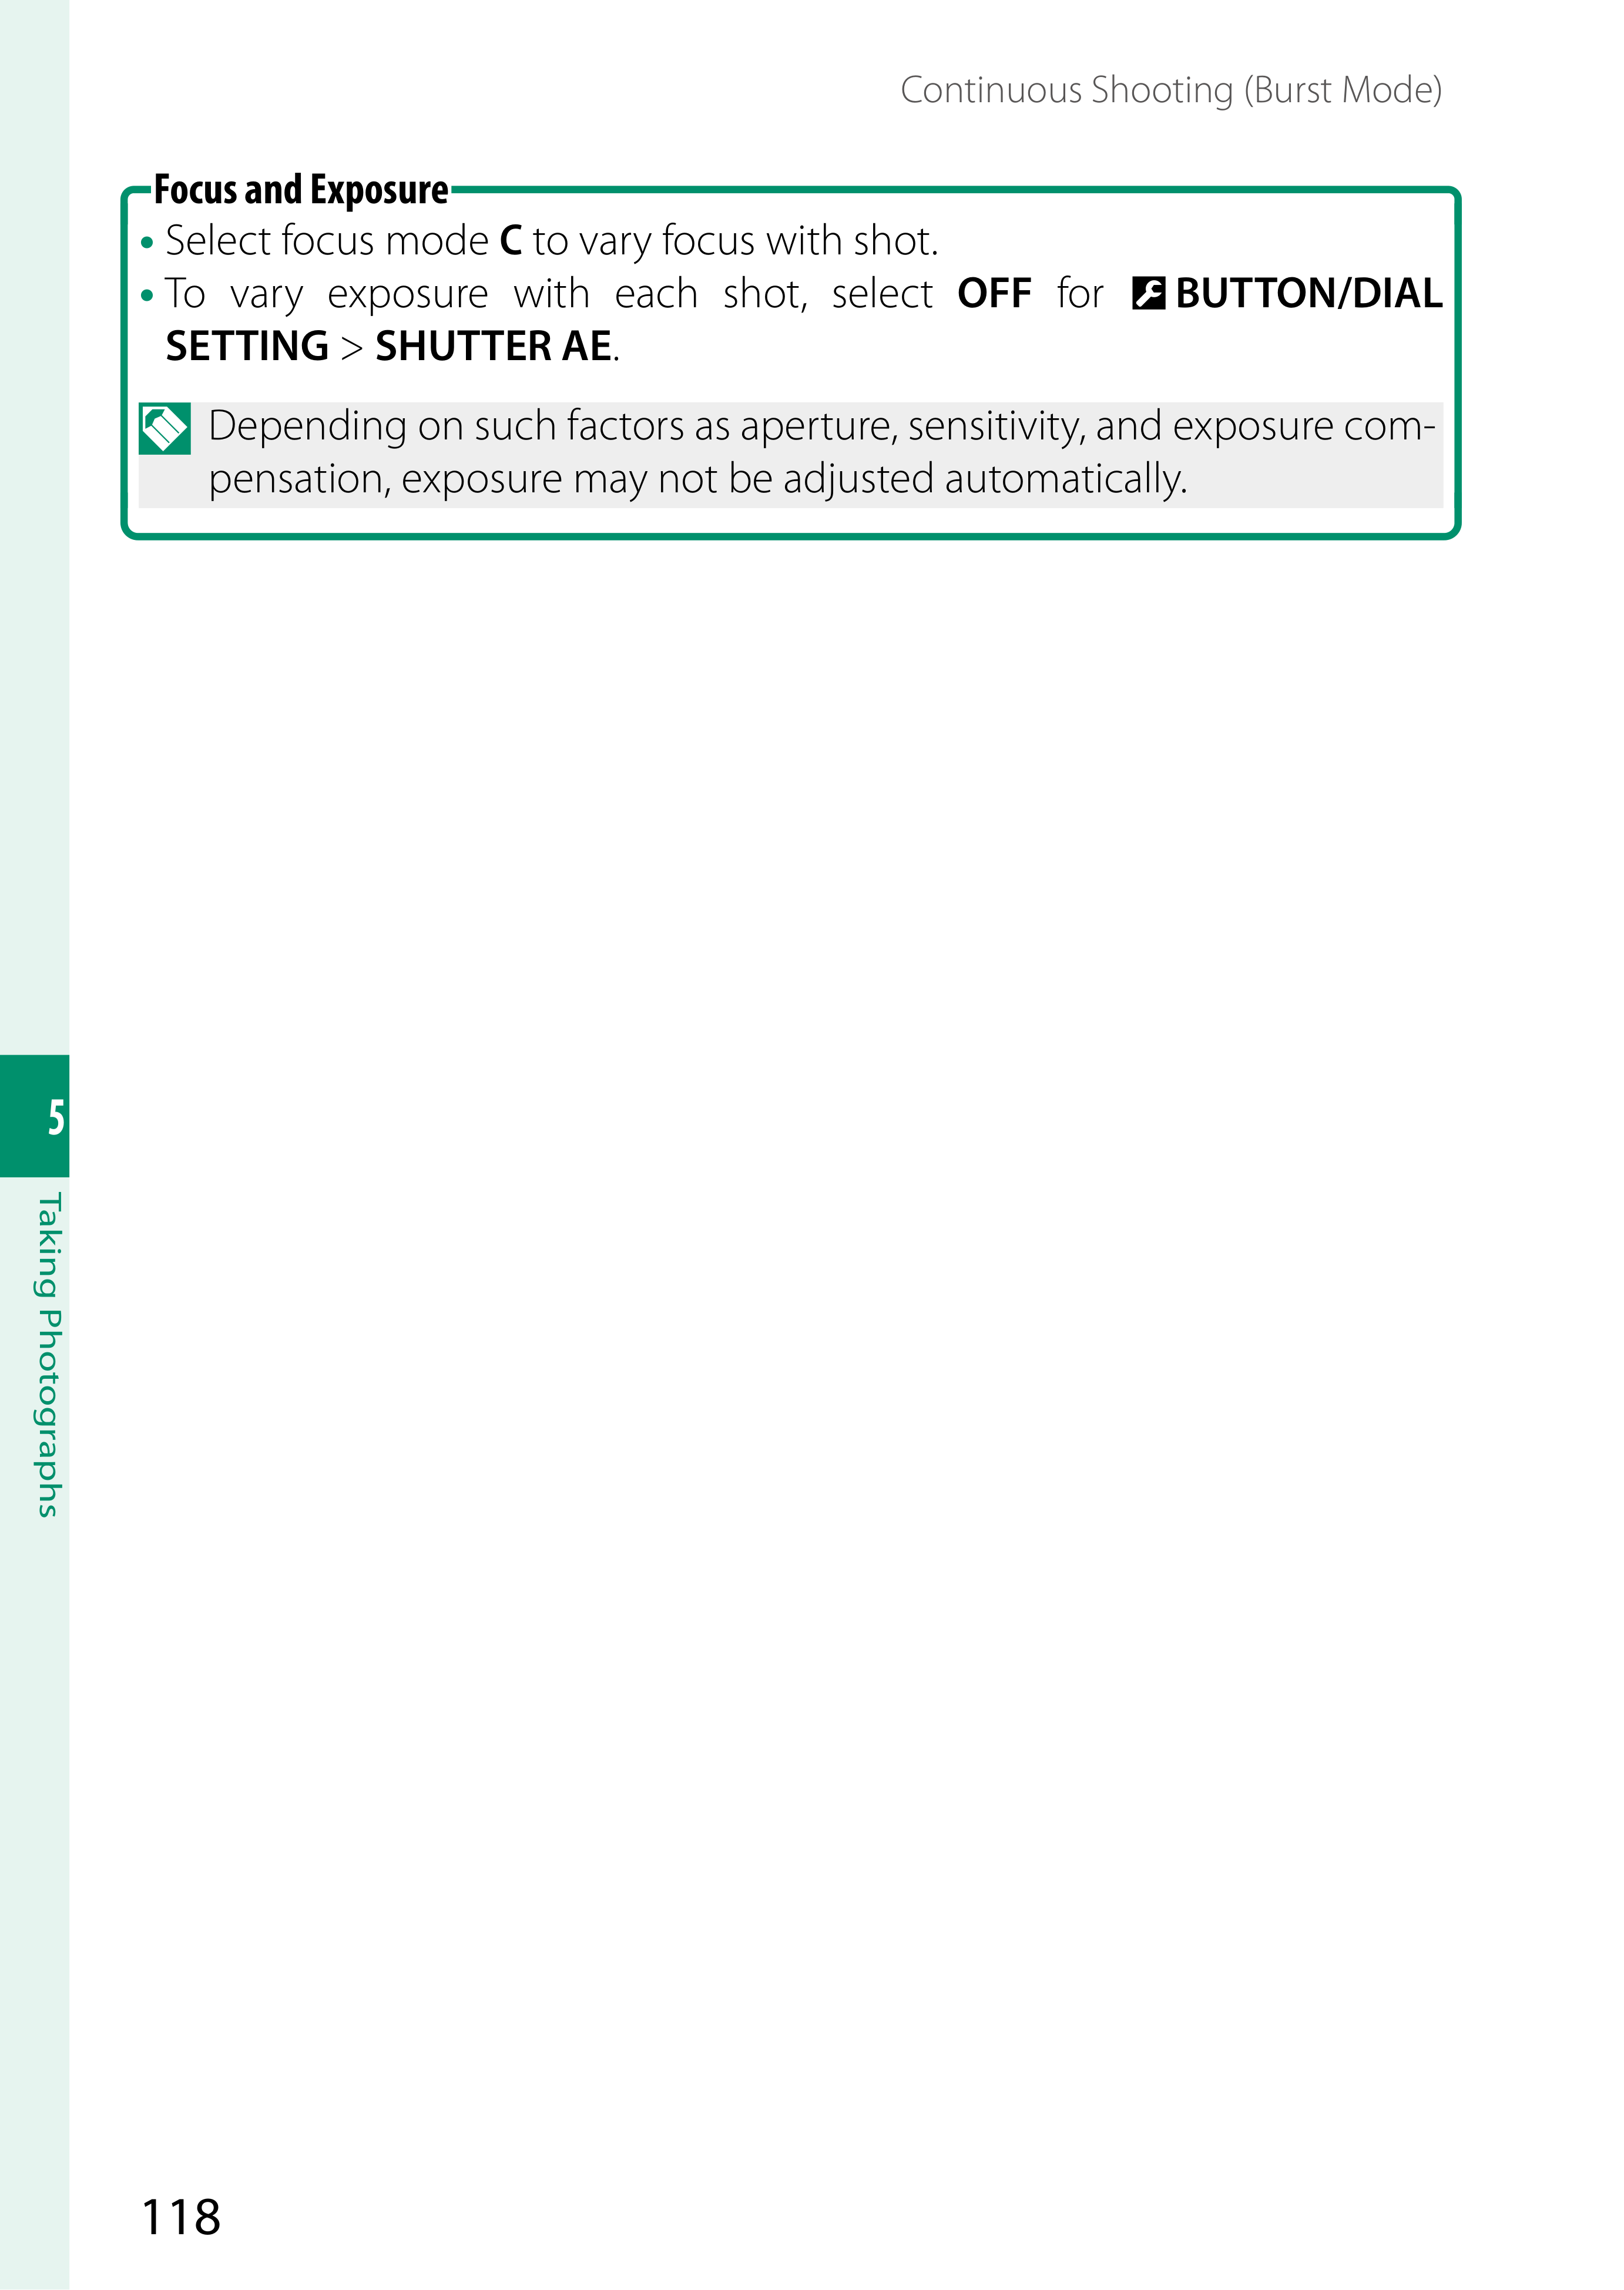 Continuous Shooting (Burst Mode)
Focus and Exposure
• Select focus mode C to vary focus with shot.
• To vary exposure with each shot, select OFF for BUTTON/DIAL
SETTING > SHUTTER AE.
Depending on such factors as aperture, sensitivity, and exposure com-
pensation, exposure may not be adjusted automatically.
5
Taking Photographs
118